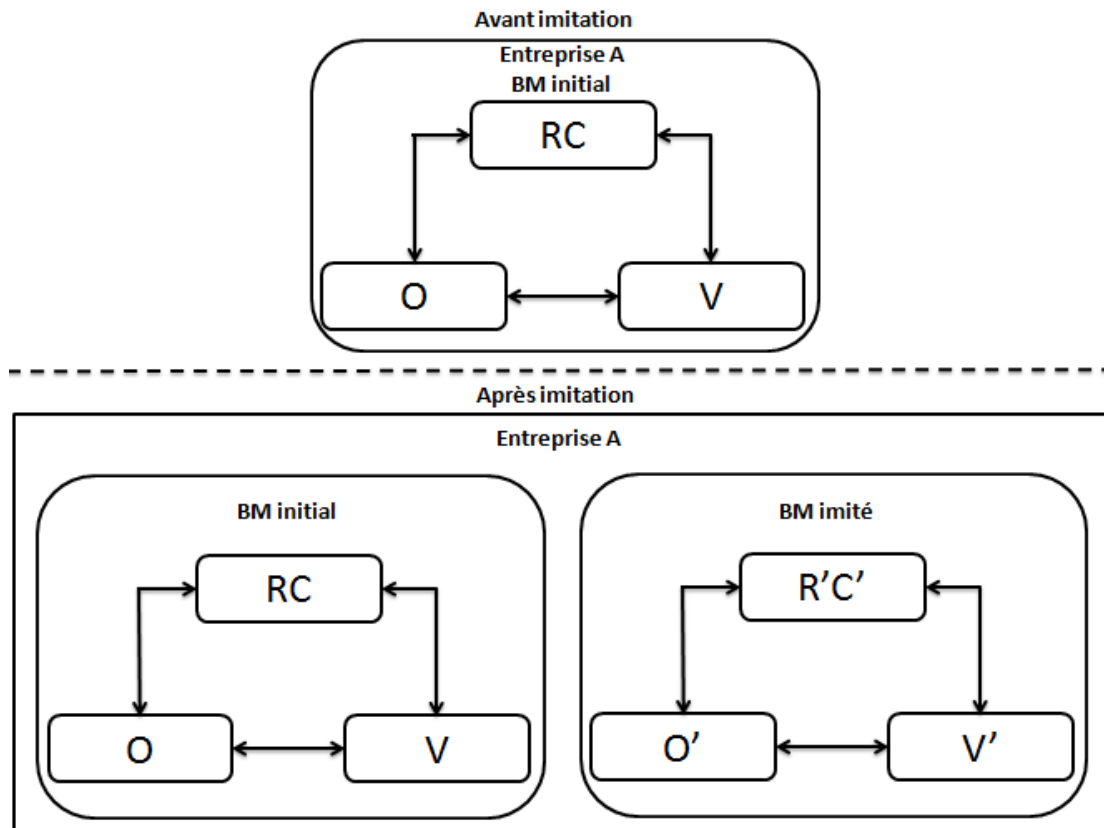 Avant imitation
Entreprise A
BM initial
RC
O
V
Après imitation
Entreprise A
BM initial
RC
O
V
BM imité
R’C’
O’
V’